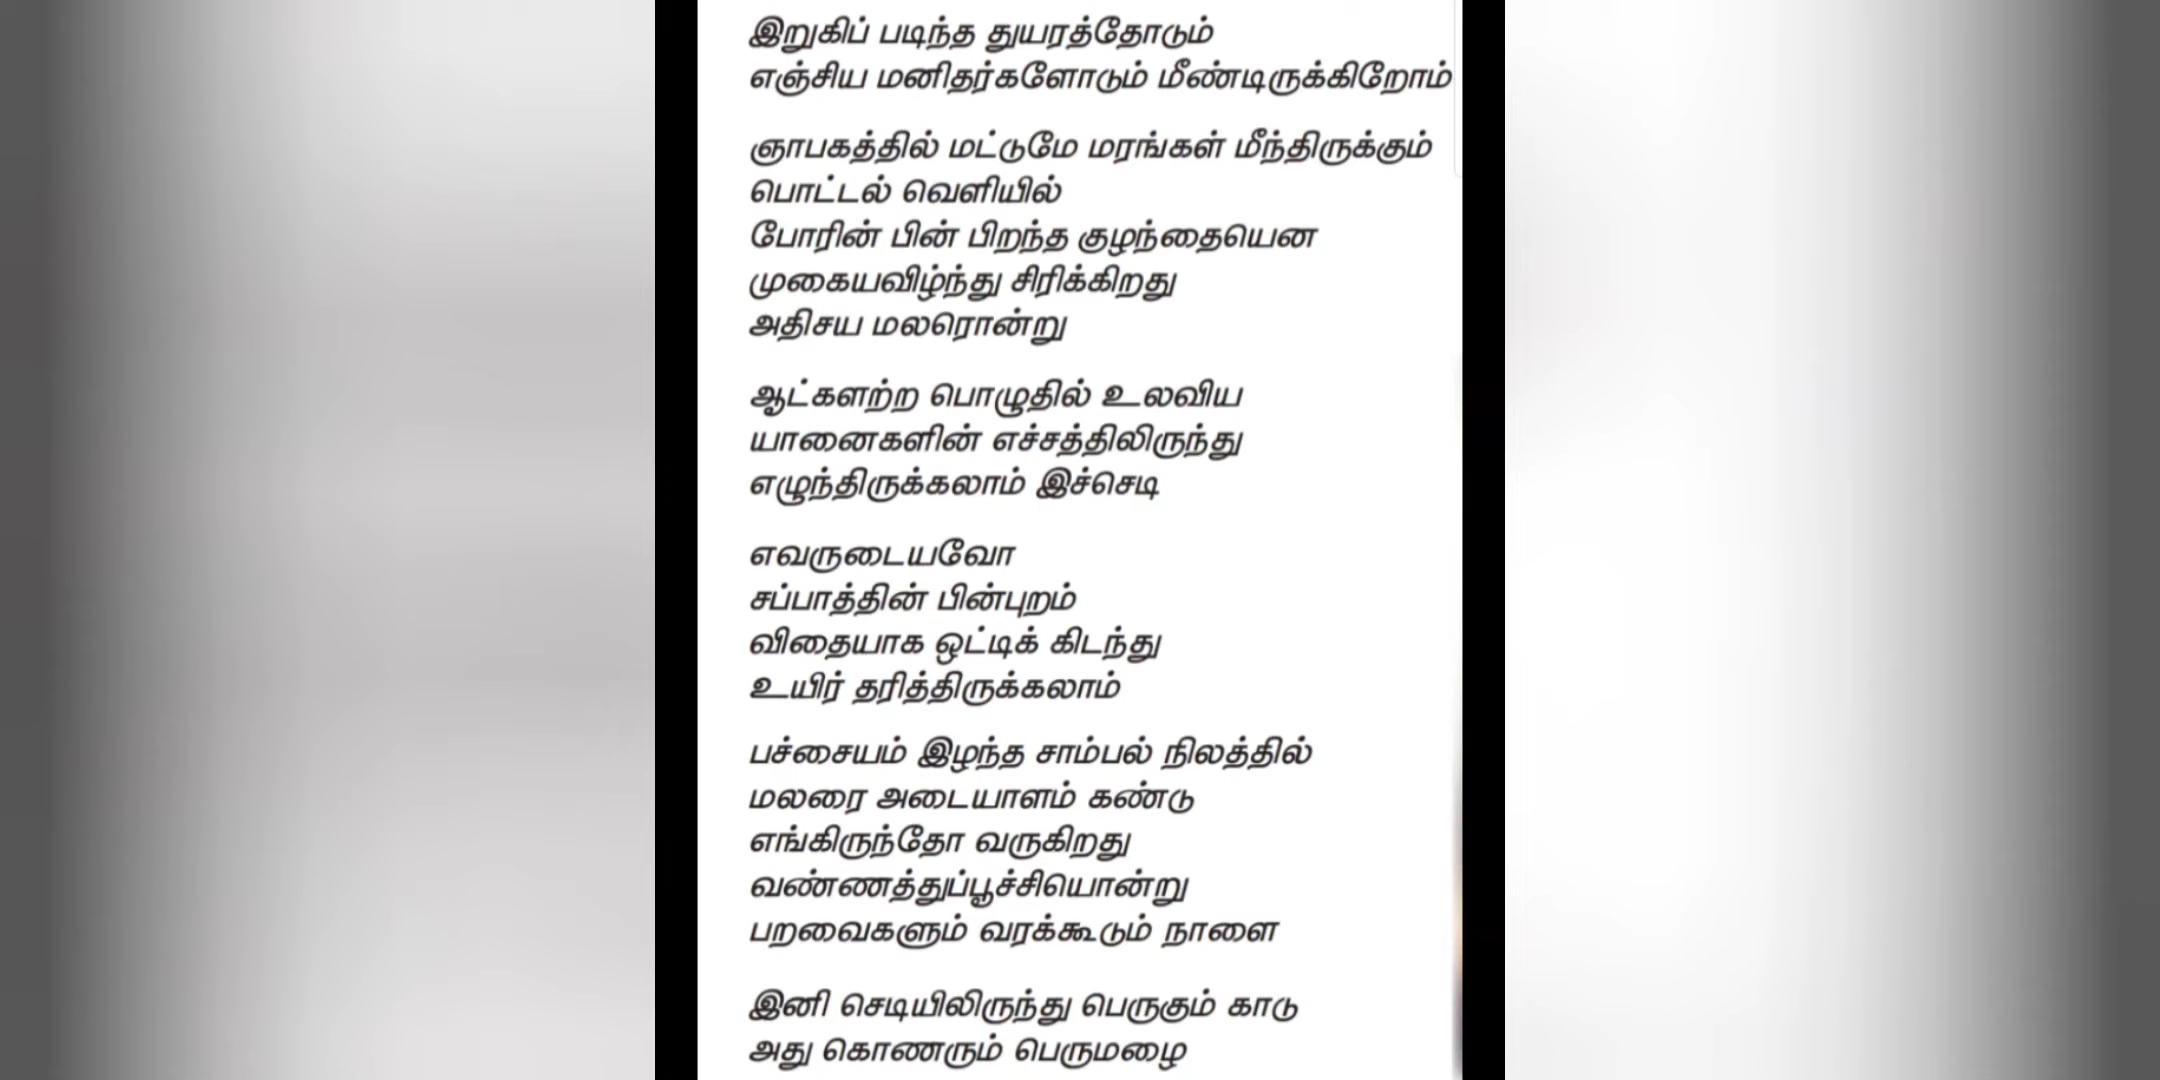 இறுகிப் படிந்த துயரத்தோடும்
எஞ்சிய மனிதர்களோடும் மீண்டிருக்கிறோம்
ஞாபகத்தில் மட்டுமே மரங்கள் மீந்திருக்கும்
பொட்டல் வெளியில்
போரின் பின் பிறந்த குழந்தையென
முகையவிழ்ந்து சிரிக்கிறது
அதிசய மலரொன்று
ஆட்களற்ற பொழுதில் உலவிய
யானைகளின் எச்சத்திலிருந்து
எழுந்திருக்கலாம் இச்செடி
எவருடையவோ
சப்பாத்தின் பின்புறம்
விதையாக ஒட்டிக் கிடந்து
உயிர் தரித்திருக்கலாம்
பச்சையம் இழந்த சாம்பல் நிலத்தில்
மலரை அடையாளம் கண்டு
எங்கிருந்தோ வருகிறது
வண்ணத்துப்பூச்சியொன்று
பறவைகளும் வரக்கூடும் நாளை
இனி செடியிலிருந்து பெருகும் காடு
அது கொணரும் பெருமழை